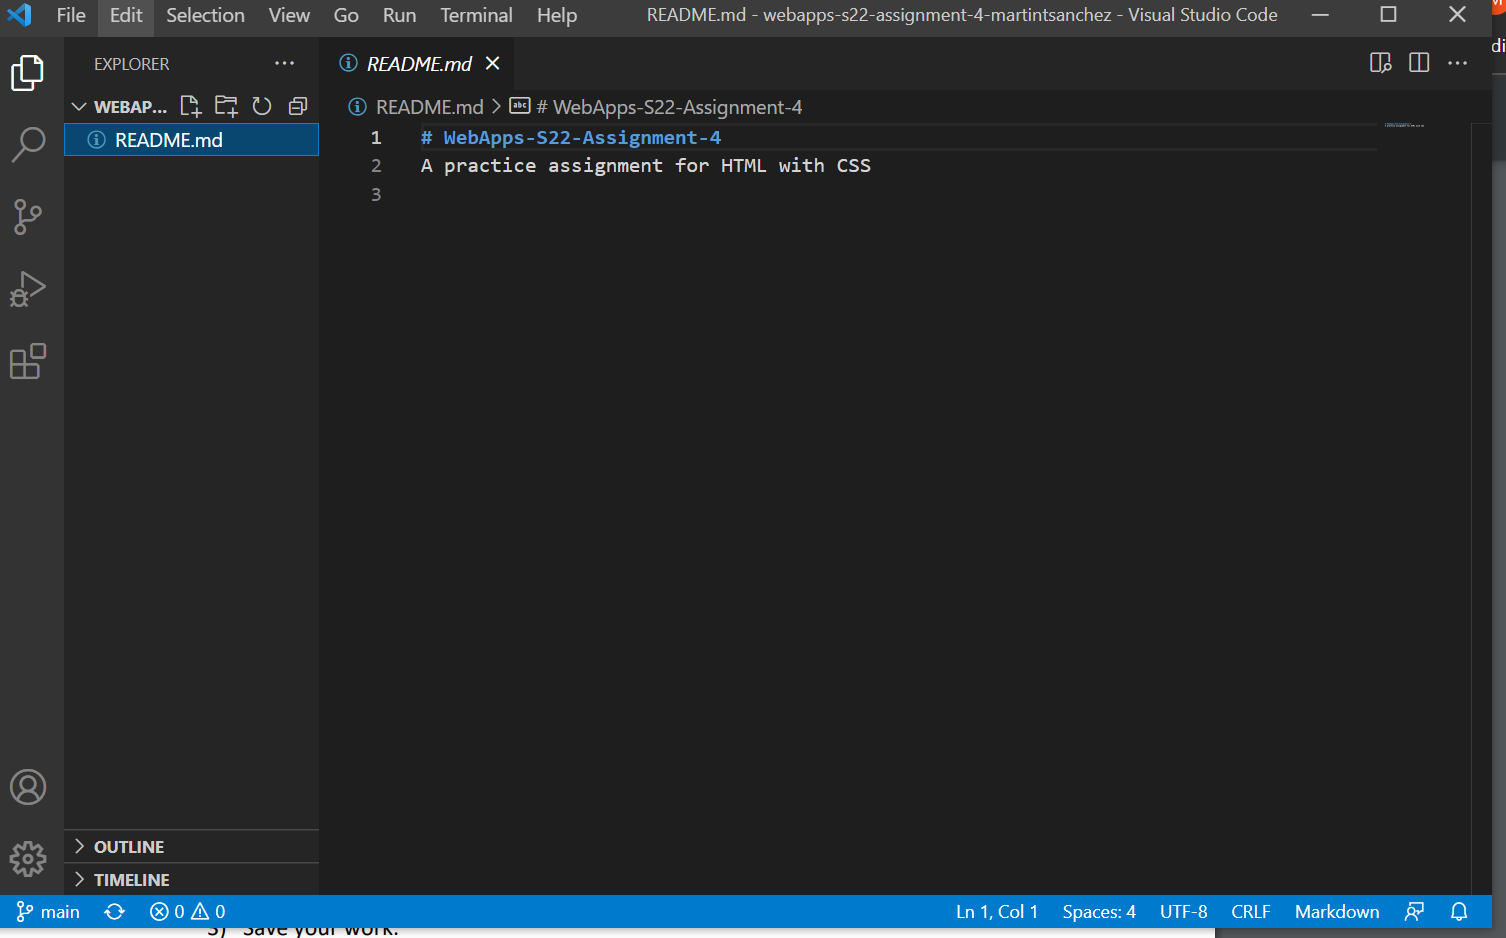 File Edit Selection View Go Run Terminal Help README.md - webapps-s22-assignment-4-martintsanchez - Visual Studio Code
EXPLORER
README.md
WEBAP...
README.md > # WebApps-S22-Assignment-4
README.md
1 # WebApps-S22-Assignment-4
2 A practice assignment for HTML with CSS
3
OUTLINE
TIMELINE
main 0 0 Ln 1, Col 1 Spaces: 4 UTF-8 CRLF Markdown
Save your work.